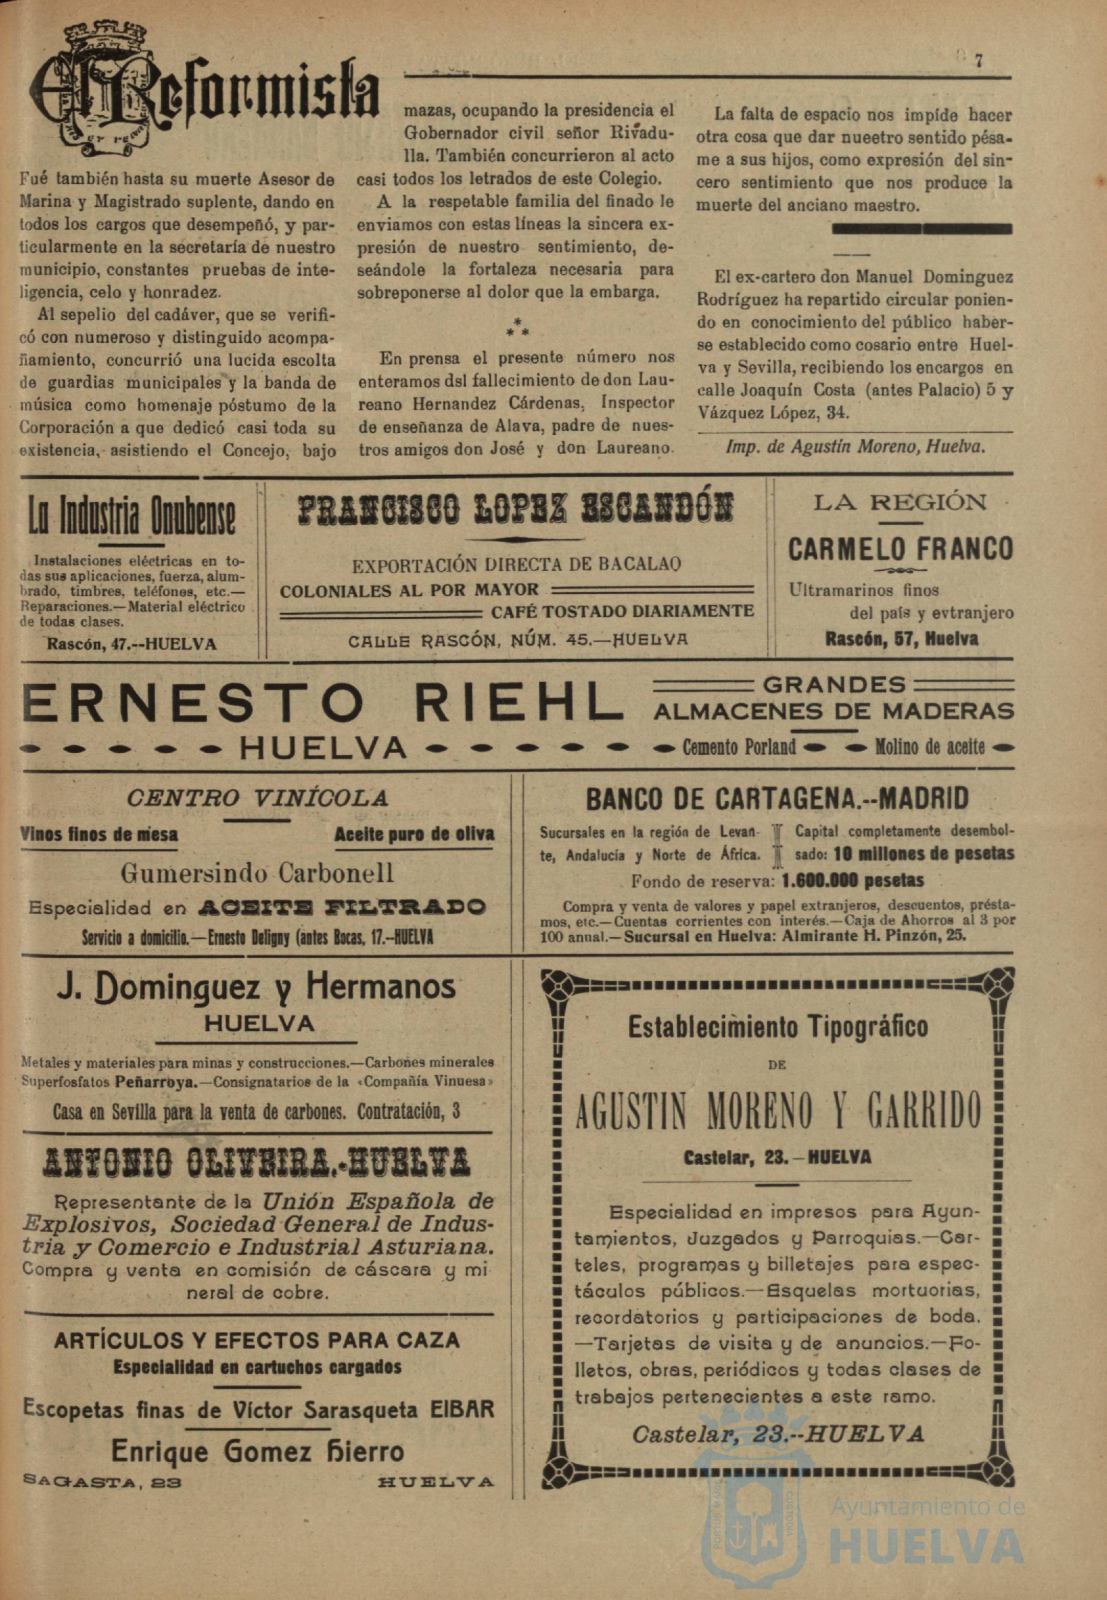 El Reformista
7
Fué también hasta su muerte Asesor de
Marina y Magistrado suplente, dando en
todos los cargos que desempeñó, y par-
ticularmente en la secretaría de nuestro
municipio, constantes pruebas de inte-
ligencia, celo y honradez.
Al sepelio del cadáver, que se verifi-
có con numeroso y distinguido acompa-
ñamiento, concurrió una lucida escolta
de guardias municipales y la banda de
música como homenaje póstumo de la
Corporación a que dedicó casi toda su
existencia, asistiendo el Concejo, bajo
mazas, ocupando la presidencia el
Gobernador civil señor Rivadu-
lla. También concurrieron al acto
casi todos los letrados de este Colegio.
A la respetable familia del finado le
enviamos con estas líneas la sincera ex-
presión de nuestro sentimiento, de-
seándole la fortaleza necesaria para
sobreponerse al dolor que la embarga.
***
En prensa el presente número nos
enteramos dsl fallecimiento de don Lau-
reano Hernandez Cárdenas, Inspector
de enseñanza de Alava, padre de nues-
tros amigos don José y don Laureano.
La falta de espacio nos impíde hacer
otra cosa que dar nueetro sentido pésa-
me a sus hijos, como expresión del sin-
cero sentimiento que nos produce la
muerte del anciano maestro.
El ex-cartero don Manuel Dominguez
Rodríguez ha repartido circular ponien-
do en conocimiento del público haber-
se establecido como cosario entre Huel-
va y Sevilla, recibiendo los encargos en
calle Joaquín Costa (antes Palacio) 5 y
Vázquez López, 34.
Imp. de Agustín Moreno, Huelva.
La Industria Onubense
Instalaciones eléctricas en to-
das sus aplicaciones, fuerza, alum-
brado, timbres, teléfonos, etc.—
Reparaciones.—Material eléctrico
de todas clases.
Rascón, 47.--HUELVA
FRANCISCO LOPEZ ESCANDÓN
EXPORTACIÓN DIRECTA DE BACALAO
COLONIALES AL POR MAYOR
CAFÉ TOSTADO DIARIAMENTE
CALLE RASCÓN, NÚM. 45.—HUELVA
LA REGIÓN
CARMELO FRANCO
Ultramarinos finos
del país y evtranjero
Rascón, 57, Huelva
ERNESTO RIEHL
HUELVA
GRANDES
ALMACENES DE MADERAS
Cemento Porland
Molino de aceite
CENTRO VINÍCOLA
Vinos finos de mesa
Aceite puro de oliva
Gumersindo Carbonell
Especialidad en ACEITE FILTRADO
Servicio a domicilio.—Ernesto Deligny (antes Bocas, 17.-HUELVA
BANCO DE CARTAGENA.--MADRID
Sucursales en la región de Levan-
te, Andalucía y Norte de África.
Capital completamente desembol-
sado: 10 millones de pesetas
Fondo de reserva: 1.600.000 pesetas
Compra y venta de valores y papel extranjeros, descuentos, présta-
mos, etc.—Cuentas corrientes con interés.—Caja de Ahorros al 3 por
100 annal.—Sucursal en Huelva: Almirante H. Pinzón, 25.
J. Dominguez y Hermanos
HUELVA
Metales y materiales para minas y construcciones.—Carbones minerales
Superfosfatos Peñarroya.—Consignatarios de la «Compañía Vinuesa»
Casa en Sevilla para la venta de carbones. Contratación, 3
ANTONIO OLIVEIRA.-HUELVA
Representante de la Unión Española de
Explosivos, Sociedad General de Indus-
tria y Comercio e Industrial Asturiana.
Compra y venta en comisión de cáscara y mi
neral de cobre.
ARTÍCULOS Y EFECTOS PARA CAZA
Especialidad en cartuchos cargados
Escopetas finas de Víctor Sarasqueta EIBAR
Enrique Gomez Hierro
SAGASTA, 23
HUELVA
Establecimiento Tipográfico
DE
AGUSTIN MORENO Y GARRIDO
Castelar, 23.—HUELVA
Especialidad en impresos para Ayun-
tamientos, Juzgados y Parroquias.—Car-
teles, programas y billetajes para espec-
táculos públicos.—Esquelas mortuorias,
recordatorios y participaciones de boda.
—Tarjetas de visita y de anuncios.—Fo-
lletos, obras, periódicos y todas clases de
trabajos pertenecientes a este ramo.
Castelar, 23.--HUELVA
Ayuntamiento de
HUELVA